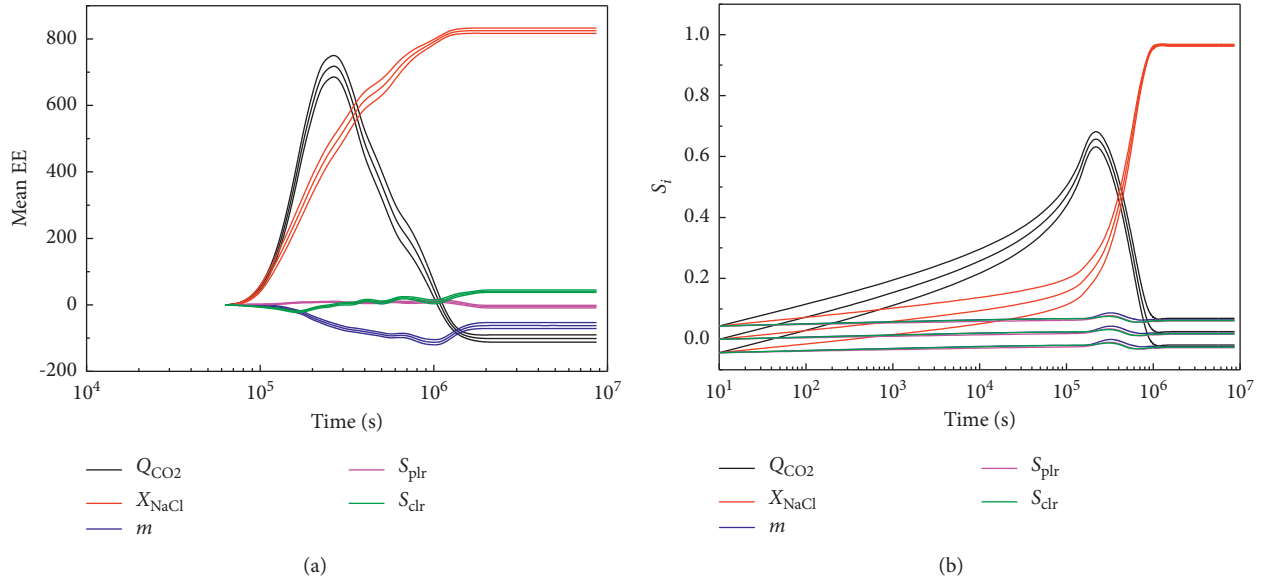 800
600
400
200
0
-200
Mean EE
10^4
10^5
10^6
10^7
Time (s)
Q_CO2
X_NaCl
m
S_plr
S_clr
(a)
1.0
0.8
0.6
0.4
0.2
0.0
S_i
10^1
10^2
10^3
10^4
10^5
10^6
10^7
Time (s)
Q_CO2
X_NaCl
m
S_plr
S_clr
(b)